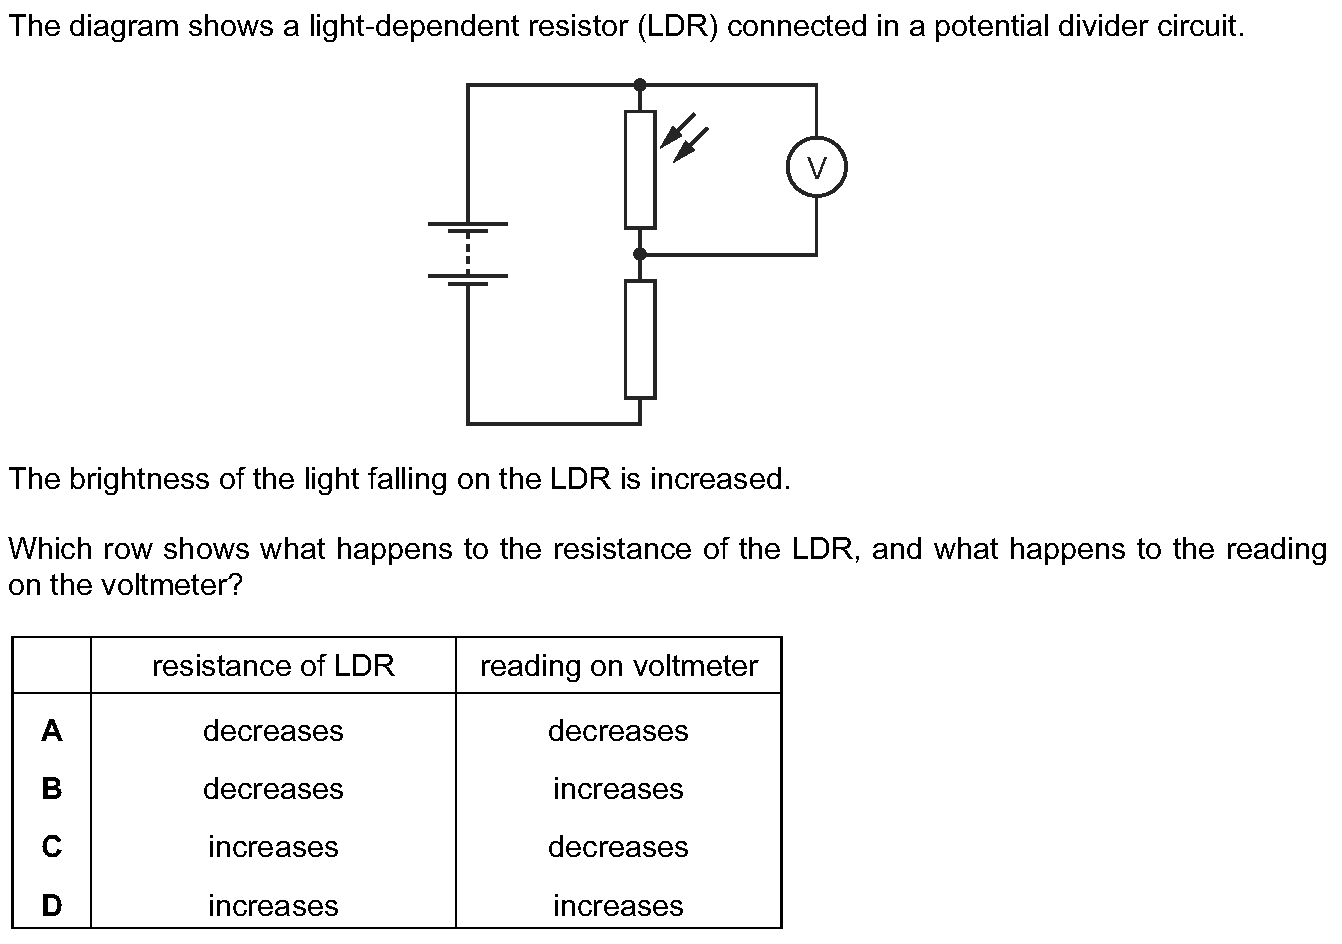 The diagram shows a light-dependent resistor (LDR) connected in a potential divider circuit.
V
The brightness of the light falling on the LDR is increased.
Which row shows what happens to the resistance of the LDR, and what happens to the reading
on the voltmeter?
resistance of LDR reading on voltmeter
A decreases decreases
B decreases increases
C increases decreases
D increases increases